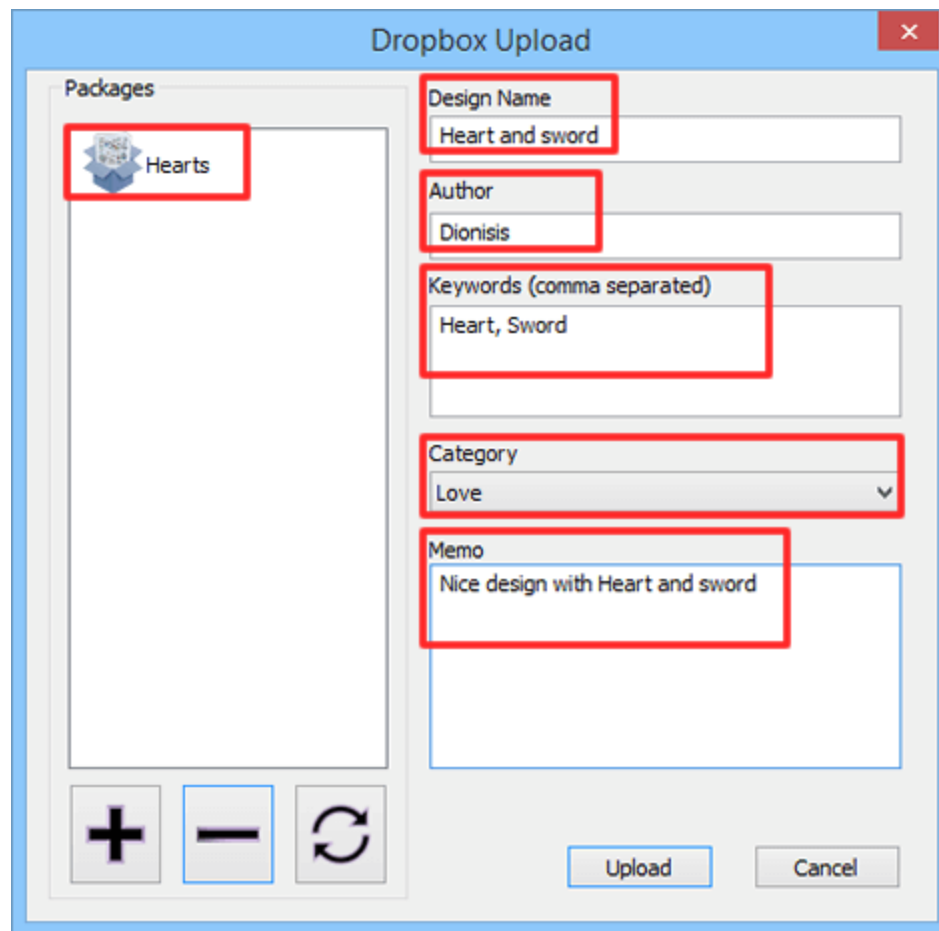 Dropbox Upload
Packages
Hearts
Design Name
Heart and sword
Author
Dionisis
Keywords (comma separated)
Heart, Sword
Category
Love
Memo
Nice design with Heart and sword
Upload
Cancel